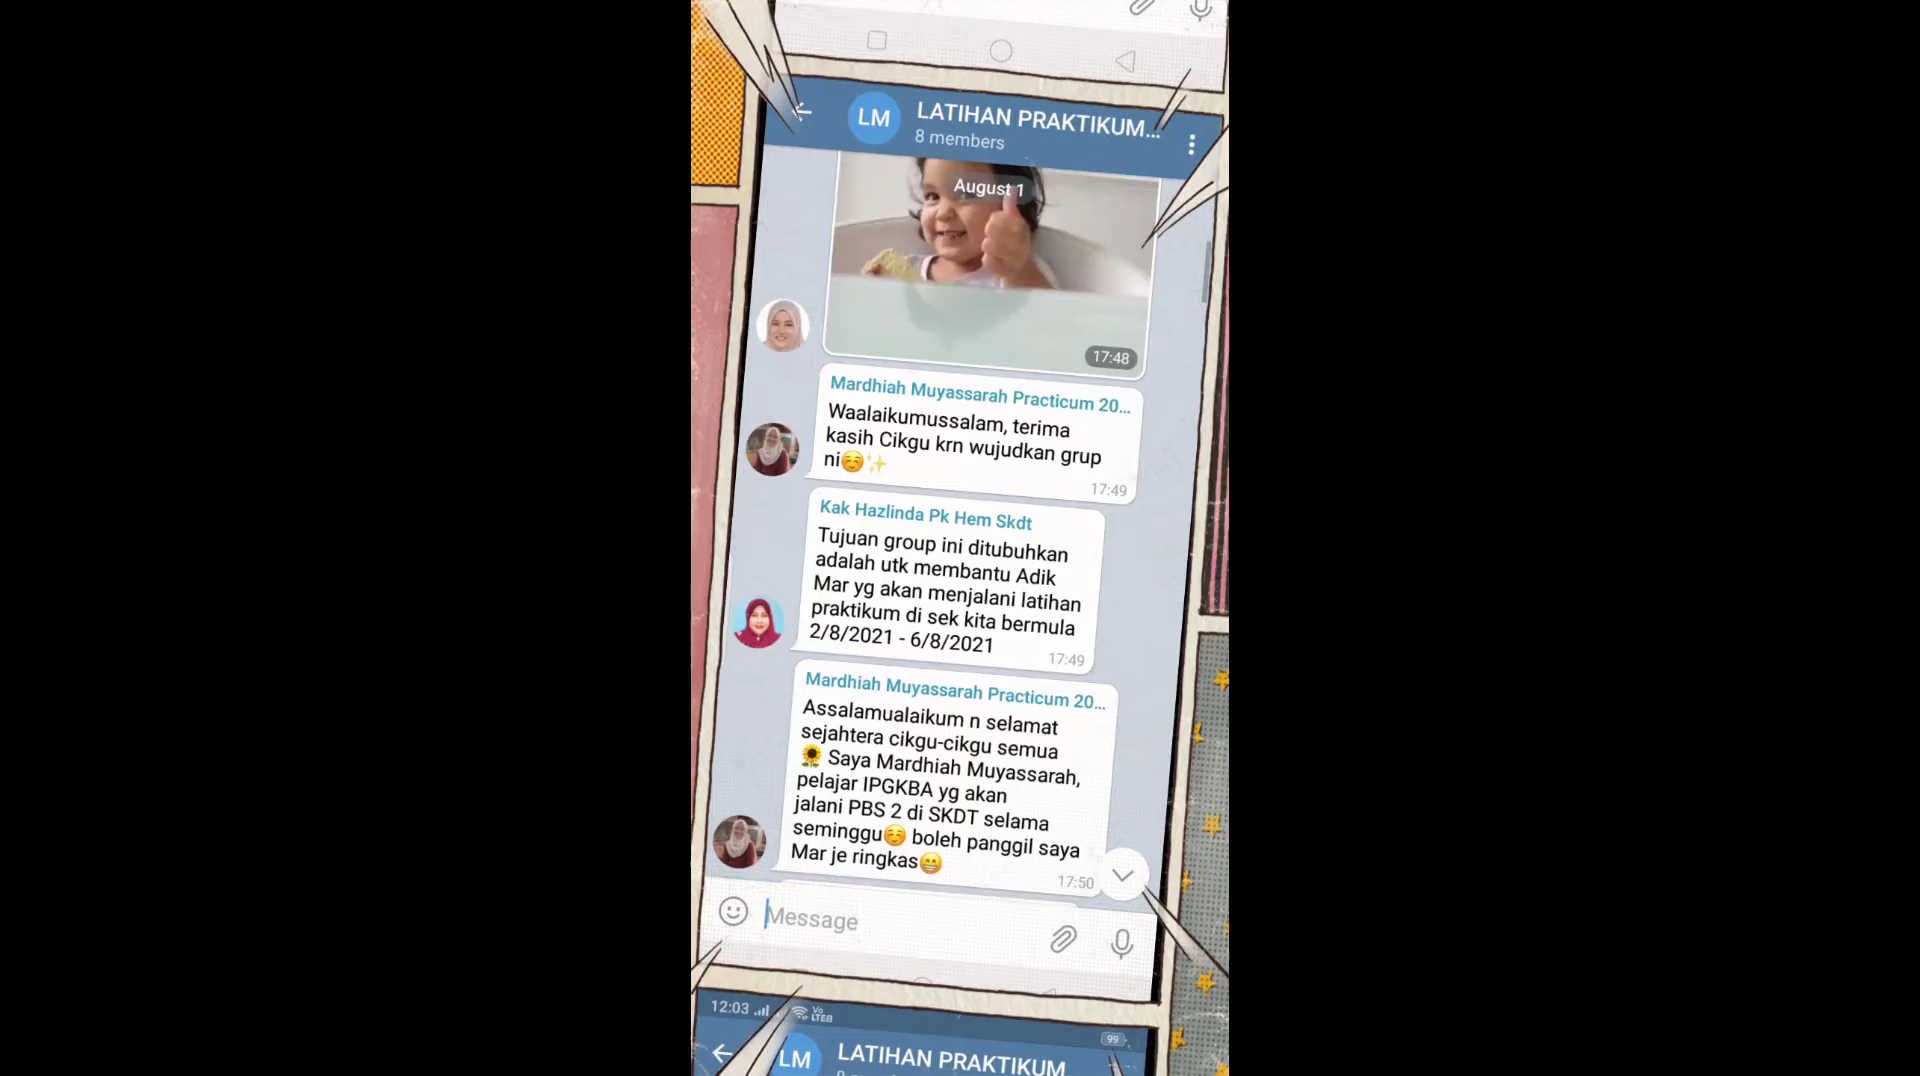 LM
LATIHAN PRAKTIKUM...
8 members
August 1
17:48
Mardhiah Muyassarah Practicum 20...
Waalaikumussalam, terima
kasih Cikgu krn wujudkan grup
ni☺️✨
17:49
Kak Hazlinda Pk Hem Skdt
Tujuan group ini ditubuhkan
adalah utk membantu Adik
Mar yg akan menjalani latihan
praktikum di sek kita bermula
2/8/2021 - 6/8/2021
17:49
Mardhiah Muyassarah Practicum 20...
Assalamualaikum n selamat
sejahtera cikgu-cikgu semua
🌻 Saya Mardhiah Muyassarah,
pelajar IPGKBA yg akan
jalani PBS 2 di SKDT selama
seminggu☺️ boleh panggil saya
Mar je ringkas😁
17:50
Message
12:03
Vo
LTEB
99
LM
LATIHAN PRAKTIKUM